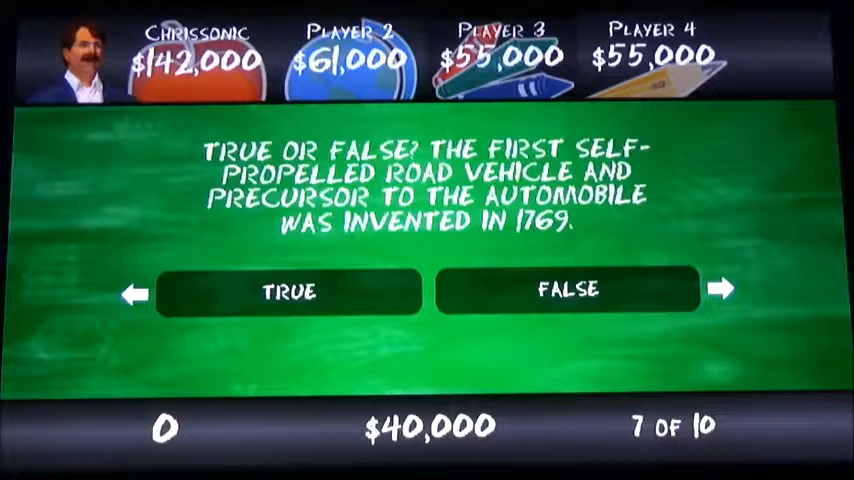 Chrissonic
Player 2
Player 3
Player 4
$142,000
$61,000
$55,000
$55,000
TRUE OR FALSE? THE FIRST SELF-
PROPELLED ROAD VEHICLE AND
PRECURSOR TO THE AUTOMOBILE
WAS INVENTED IN 1769.
TRUE
FALSE
0
$40,000
7 OF 10